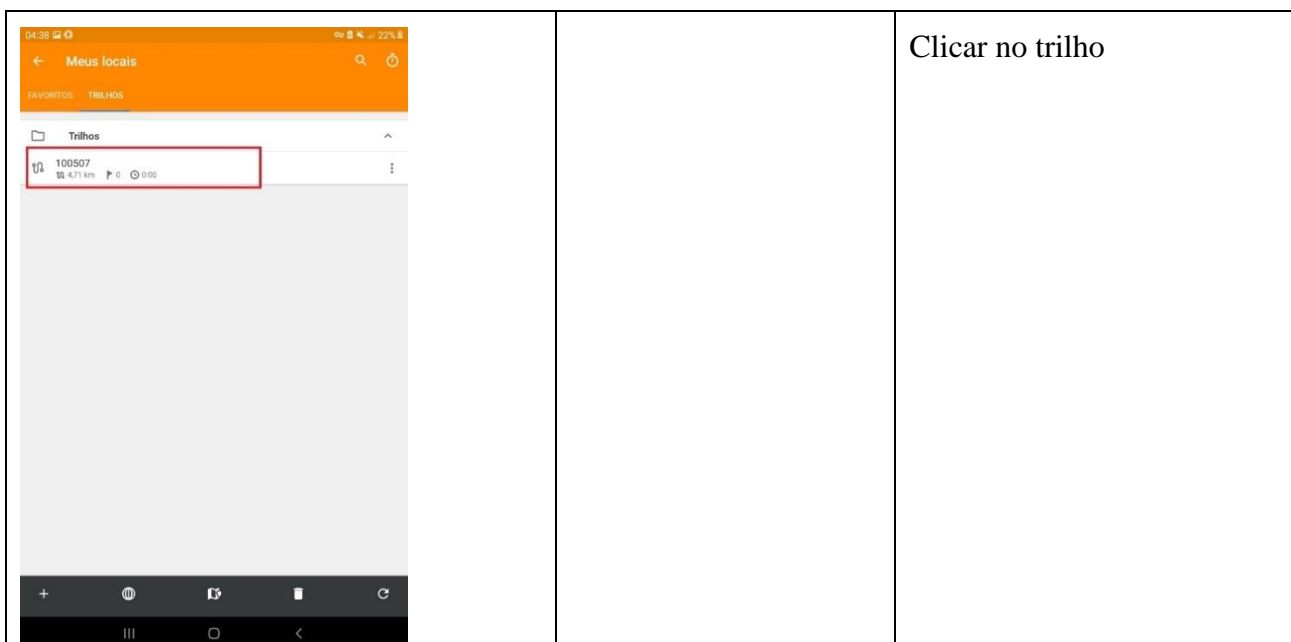 04:38 22%
Meus locais
FAVORITOS TRILHOS
Trilhos
100507
4,71 km 0 0:00
Clicar no trilho